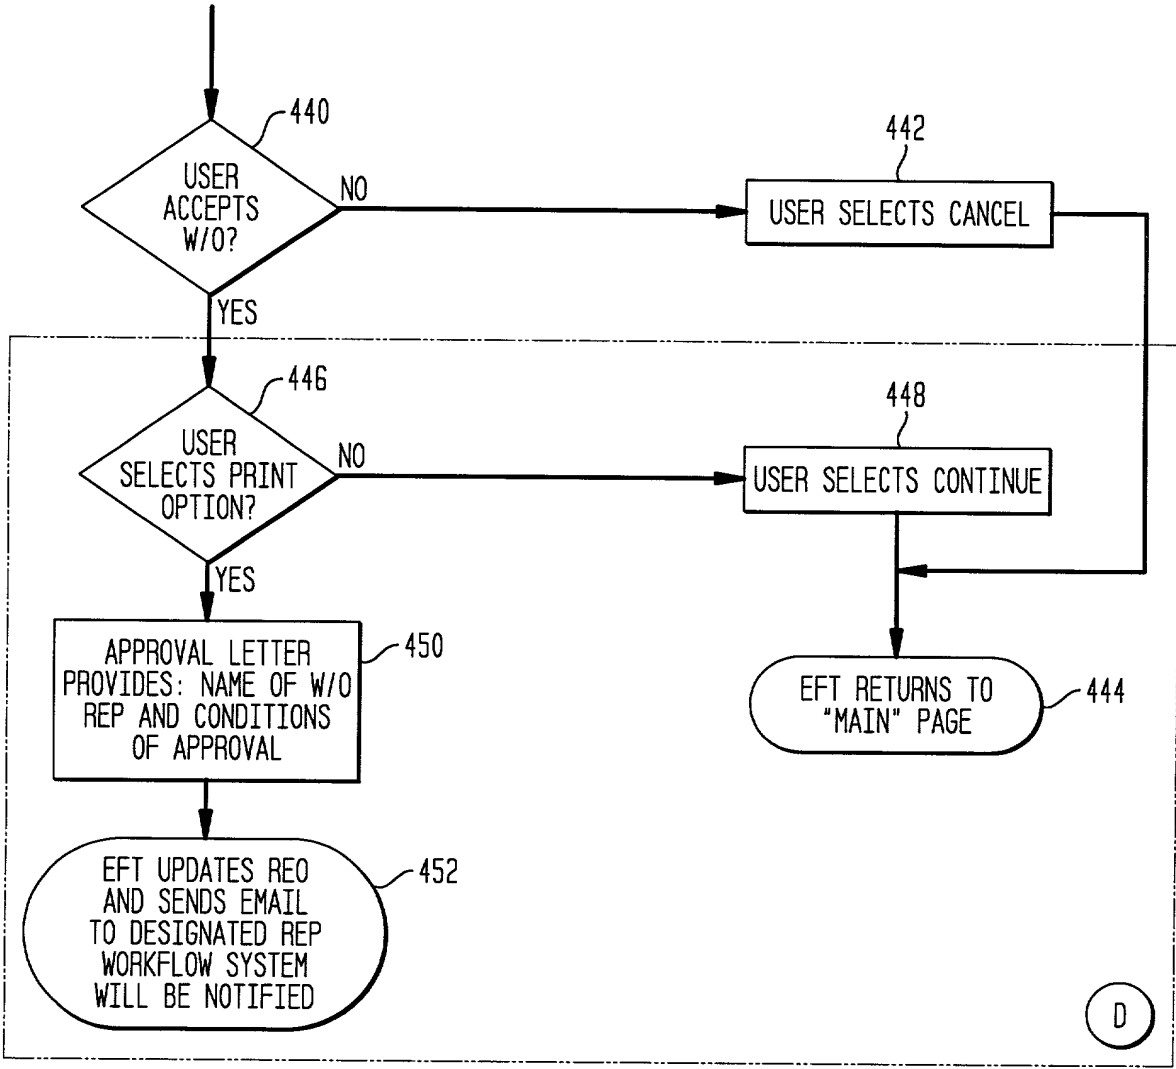 440
USER
ACCEPTS
W/O?
NO
442
USER SELECTS CANCEL
YES
446
USER
SELECTS PRINT
OPTION?
NO
448
USER SELECTS CONTINUE
YES
450
APPROVAL LETTER
PROVIDES: NAME OF W/O
REP AND CONDITIONS
OF APPROVAL
EFT RETURNS TO
"MAIN" PAGE
444
452
EFT UPDATES REO
AND SENDS EMAIL
TO DESIGNATED REP
WORKFLOW SYSTEM
WILL BE NOTIFIED
D